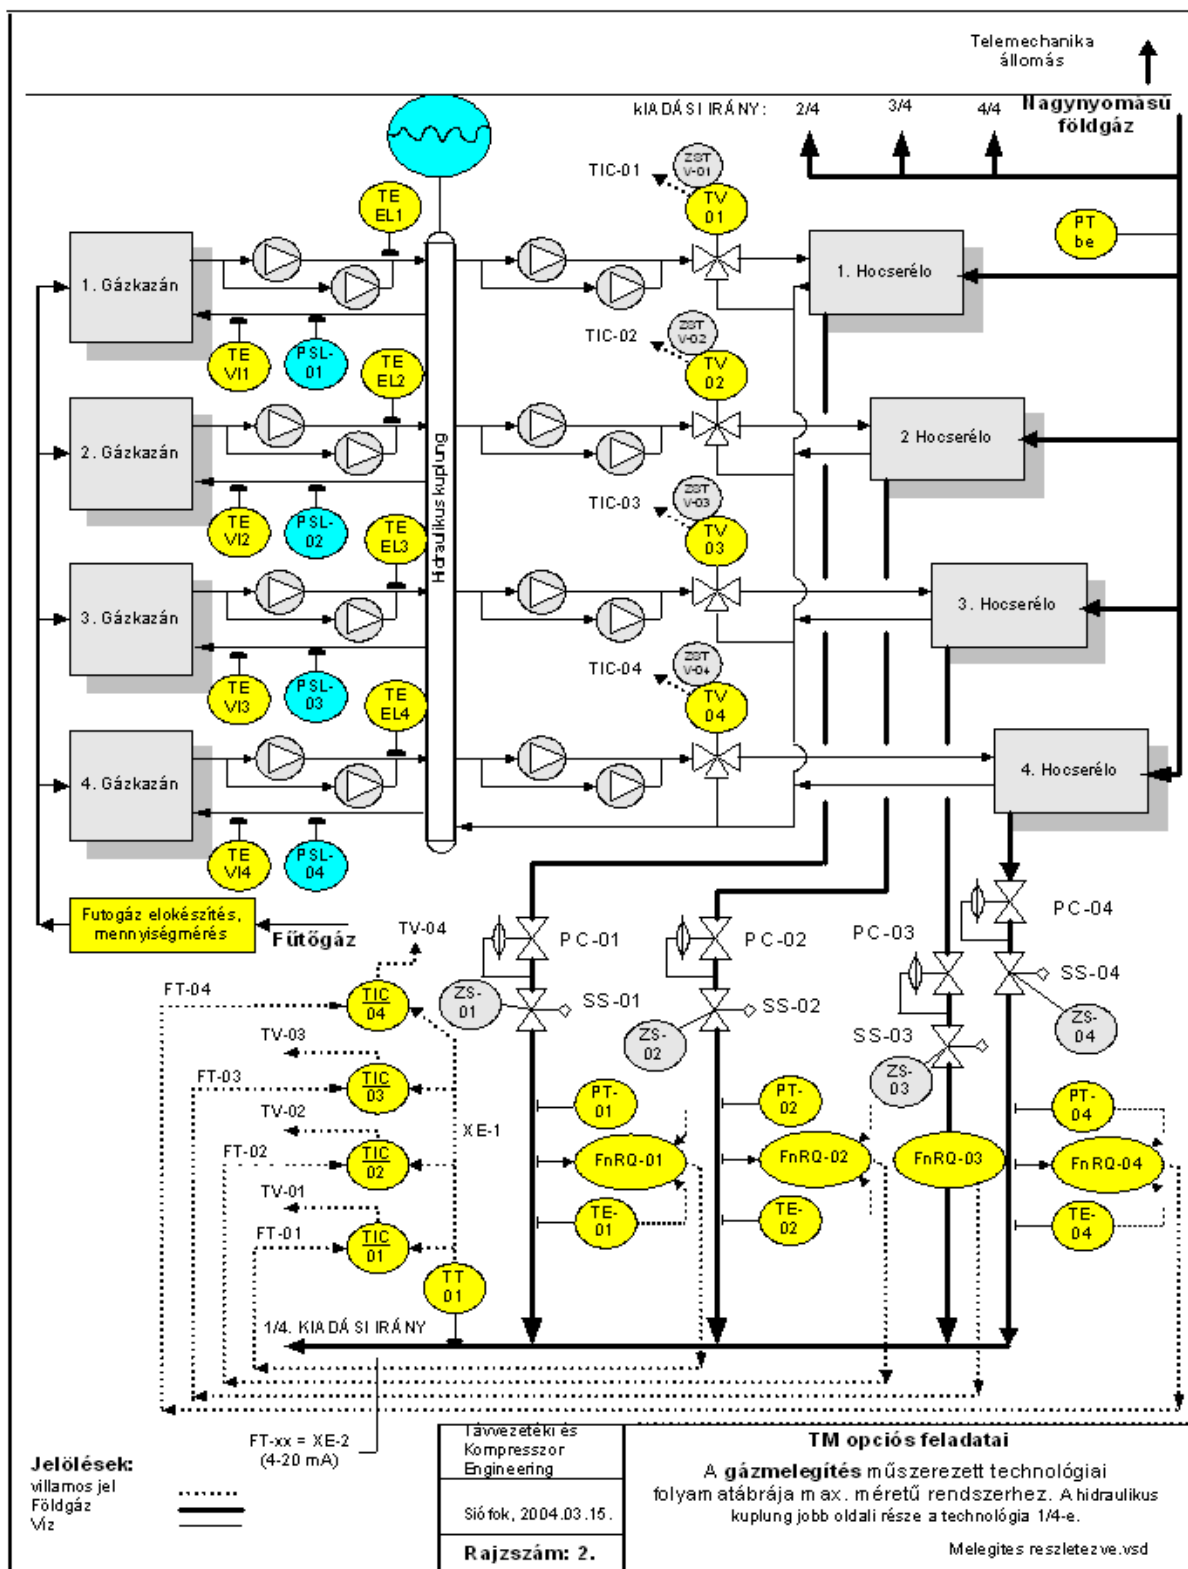 Telemechanika
állomás
KIADÁSI IRÁNY:
2/4
3/4
4/4
Nagynyomású
földgáz
TIC-01
ZST
V-01
TV
01
TE
EL1
PT
be
1. Gázkazán
1. Hocserélo
TE
VI1
PSL-
01
TE
EL2
TIC-02
ZST
V-02
TV
02
2. Gázkazán
2 Hocserélo
Hidraulikus kuplung
TE
VI2
PSL-
02
TE
EL3
TIC-03
ZST
V-03
TV
03
3. Gázkazán
3. Hocserélo
TE
VI3
PSL-
03
TE
EL4
TIC-04
ZST
V-04
TV
04
4. Gázkazán
4. Hocserélo
TE
VI4
PSL-
04
Futogáz elokészítés,
mennyiségmérés
Fűtőgáz
TV-04
PC-01
PC-02
PC-03
PC-04
FT-04
TIC
04
ZS-
01
SS-01
ZS-
02
SS-02
SS-03
ZS-
03
SS-04
ZS-
04
TV-03
FT-03
TIC
03
TV-02
XE-1
FT-02
TIC
02
TV-01
FT-01
TIC
01
TT
01
PT-
01
FnRQ-01
TE-
01
PT-
02
FnRQ-02
TE-
02
FnRQ-03
PT-
04
FnRQ-04
TE-
04
1/4. KIADÁSI IRÁNY
FT-xx = XE-2
(4-20 mA)
Jelölések:
villamos jel
Földgáz
Víz
Távvezetéki és
Kompresszor
Engineering
Siófok, 2004.03.15.
Rajzszám: 2.
TM opciós feladatai
A gázmelegítés műszerezett technológiai
folyamatábrája max. méretű rendszerhez. A hidraulikus
kuplung jobb oldali része a technológia 1/4-e.
Melegites reszletezve.vsd